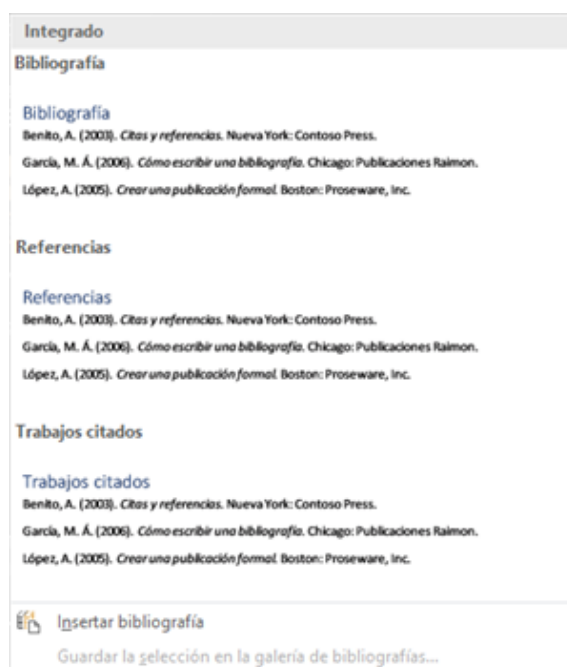 Integrado
Bibliografía
Bibliografía
Benito, A. (2003). Citas y referencias. Nueva York: Contoso Press.
García, M. Á. (2006). Cómo escribir una bibliografía. Chicago: Publicaciones Raimon.
López, A. (2005). Crear una publicación formal. Boston: Proseware, Inc.
Referencias
Referencias
Benito, A. (2003). Citas y referencias. Nueva York: Contoso Press.
García, M. Á. (2006). Cómo escribir una bibliografía. Chicago: Publicaciones Raimon.
López, A. (2005). Crear una publicación formal. Boston: Proseware, Inc.
Trabajos citados
Trabajos citados
Benito, A. (2003). Citas y referencias. Nueva York: Contoso Press.
García, M. Á. (2006). Cómo escribir una bibliografía. Chicago: Publicaciones Raimon.
López, A. (2005). Crear una publicación formal. Boston: Proseware, Inc.
Insertar bibliografía
Guardar la selección en la galería de bibliografías...